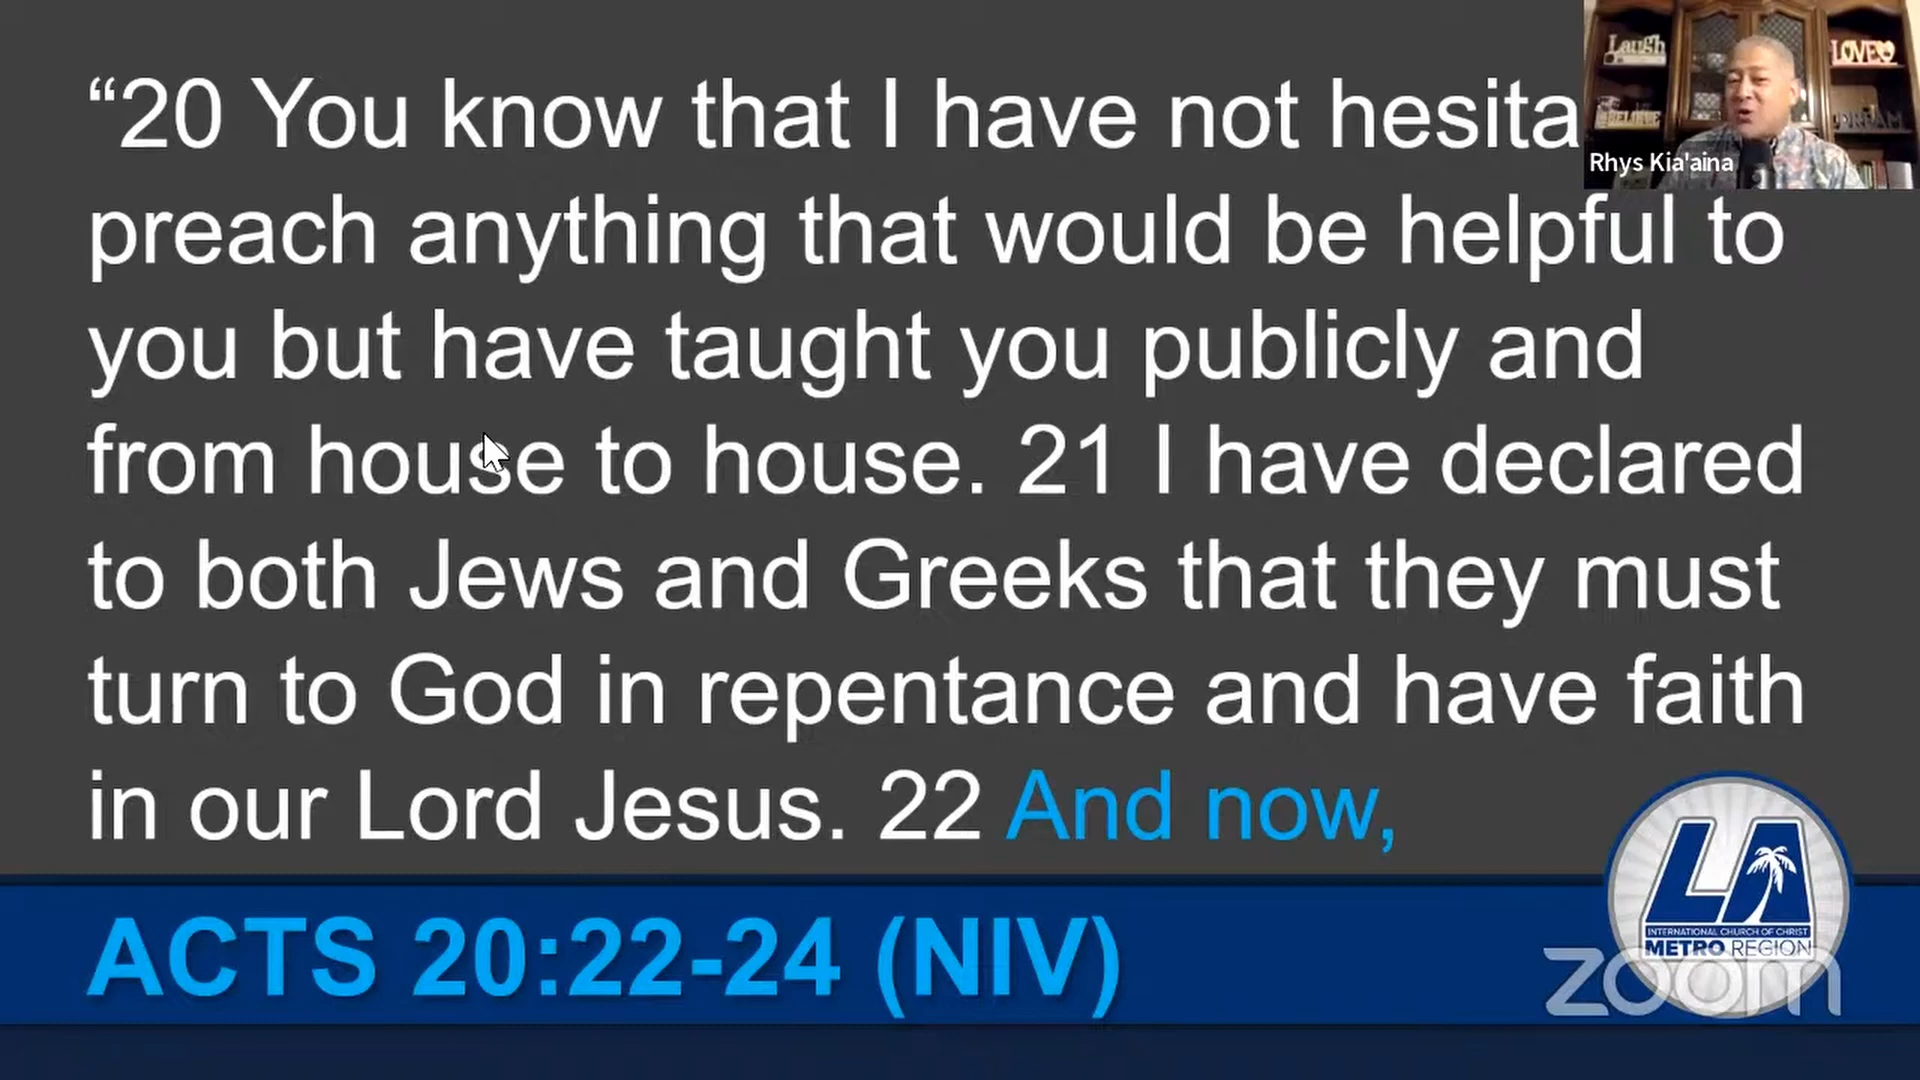 “20 You know that I have not hesita
preach anything that would be helpful to
you but have taught you publicly and
from house to house. 21 I have declared
to both Jews and Greeks that they must
turn to God in repentance and have faith
in our Lord Jesus. 22 And now,
ACTS 20:22-24 (NIV)
Laugh
LOVE
BELIEVE
DREAM
Rhys Kia'aina
LA
INTERNATIONAL CHURCH OF CHRIST
METRO REGION
zoom